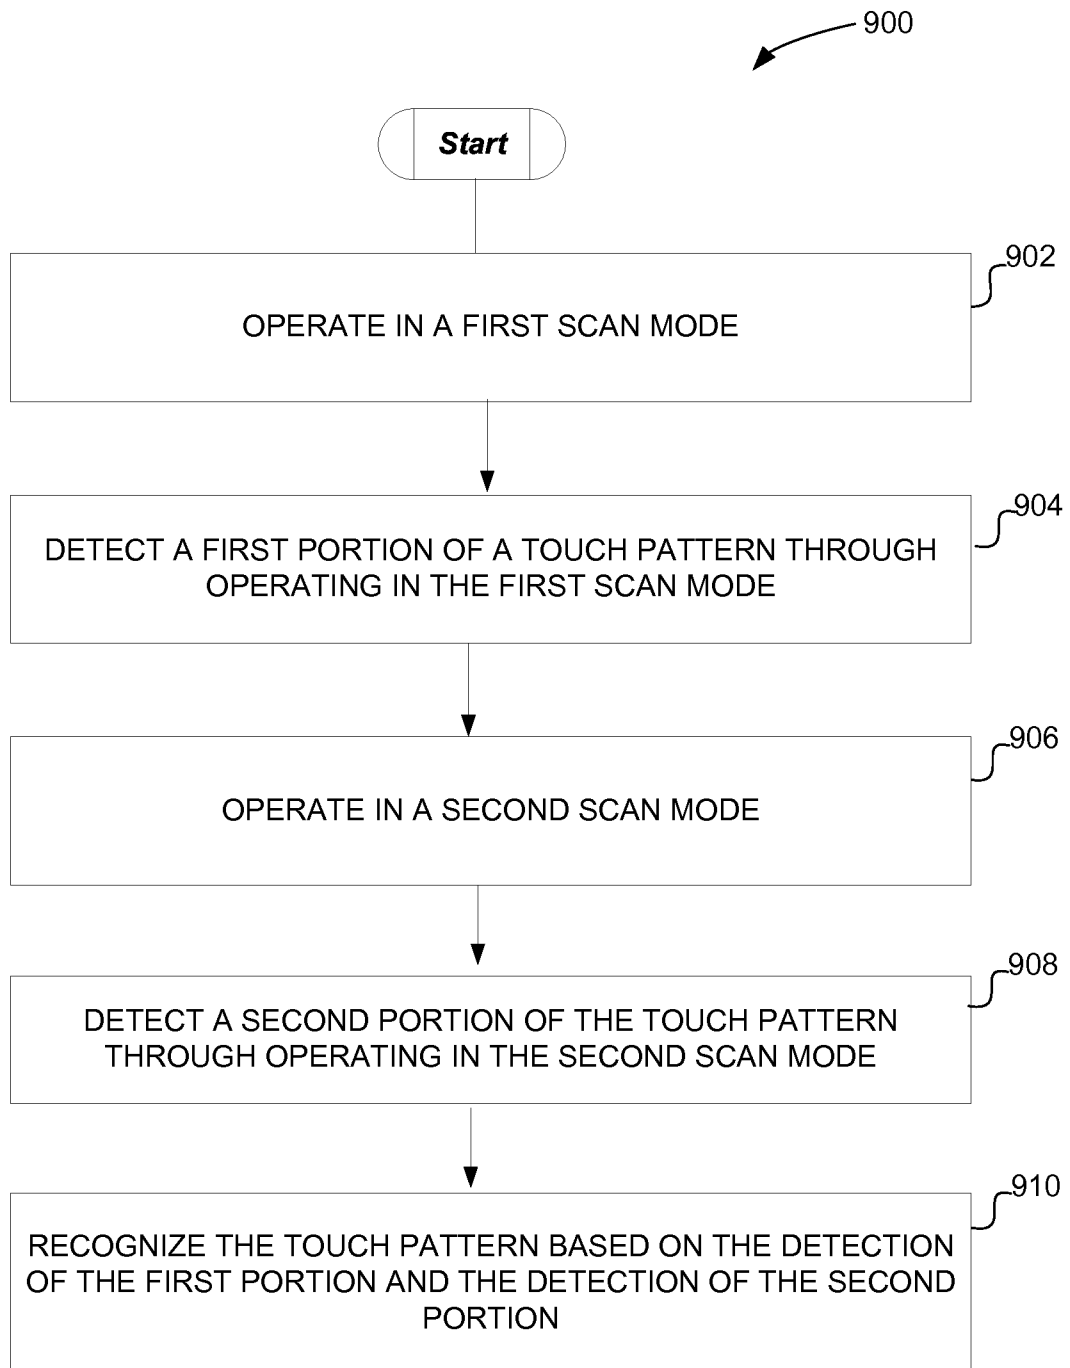 900
Start
902
OPERATE IN A FIRST SCAN MODE
904
DETECT A FIRST PORTION OF A TOUCH PATTERN THROUGH
OPERATING IN THE FIRST SCAN MODE
906
OPERATE IN A SECOND SCAN MODE
908
DETECT A SECOND PORTION OF THE TOUCH PATTERN
THROUGH OPERATING IN THE SECOND SCAN MODE
910
RECOGNIZE THE TOUCH PATTERN BASED ON THE DETECTION
OF THE FIRST PORTION AND THE DETECTION OF THE SECOND
PORTION